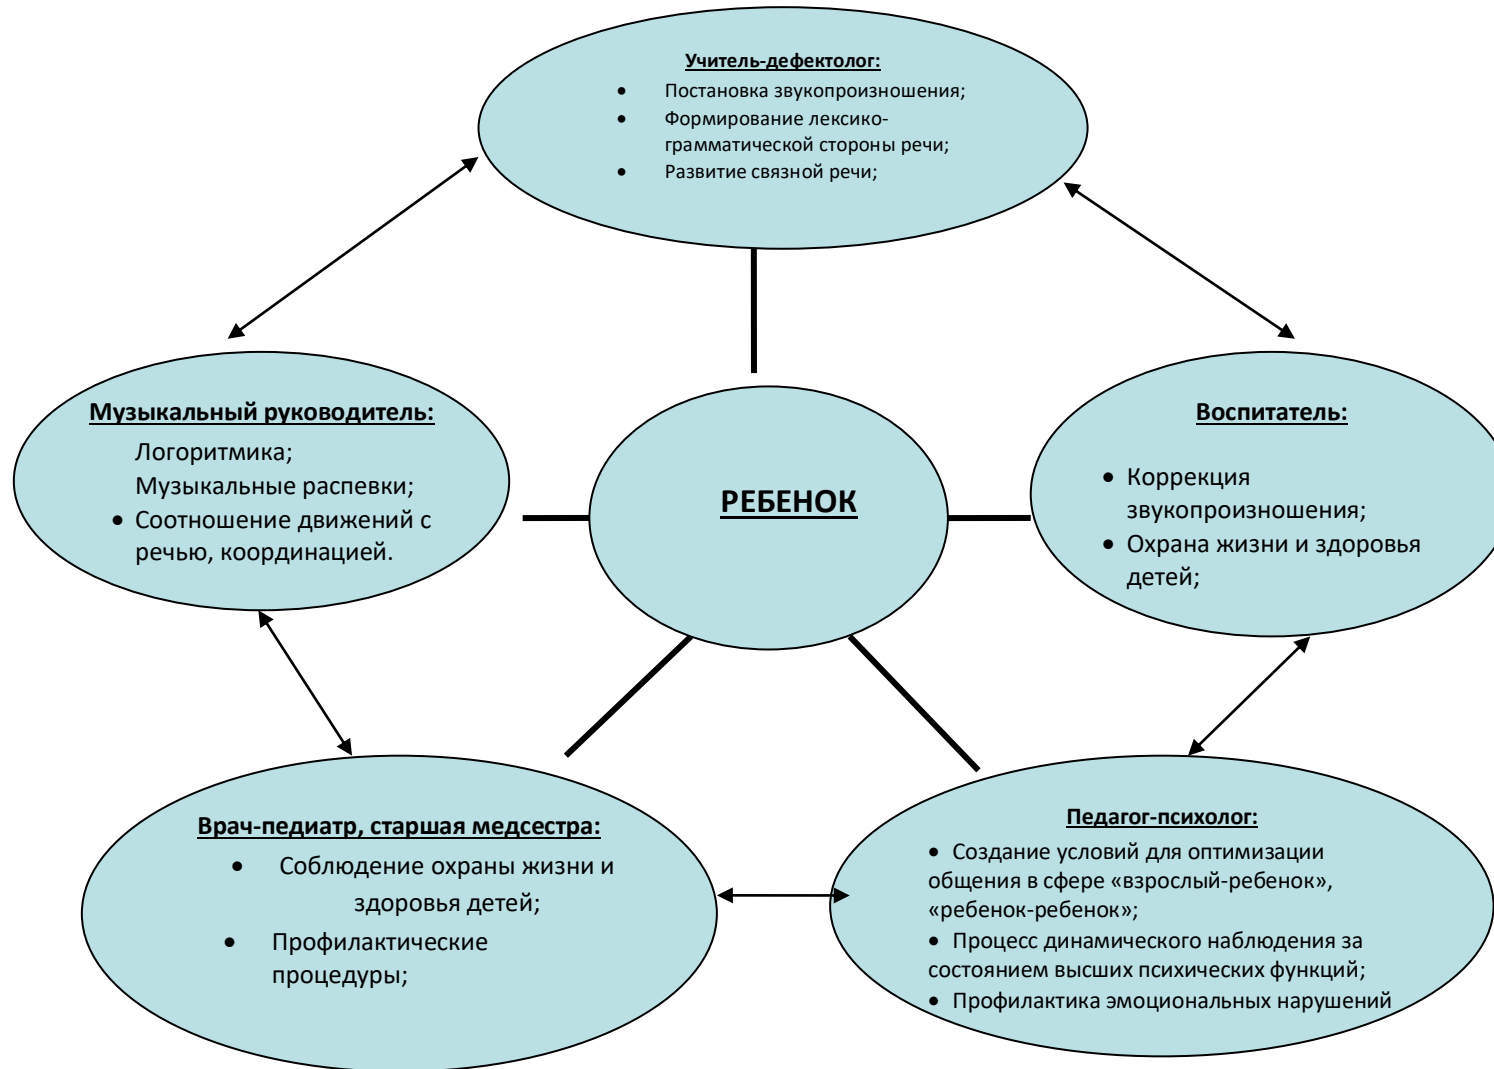 Учитель-дефектолог:
• Постановка звукопроизношения;
• Формирование лексико-
грамматической стороны речи;
• Развитие связной речи;
Музыкальный руководитель:
Логоритмика;
Музыкальные распевки;
• Соотношение движений с
речью, координацией.
РЕБЕНОК
Воспитатель:
• Коррекция
звукопроизношения;
• Охрана жизни и здоровья
детей;
Врач-педиатр, старшая медсестра:
• Соблюдение охраны жизни и
здоровья детей;
• Профилактические
процедуры;
Педагог-психолог:
• Создание условий для оптимизации
общения в сфере «взрослый-ребенок»,
«ребенок-ребенок»;
• Процесс динамического наблюдения за
состоянием высших психических функций;
• Профилактика эмоциональных нарушений